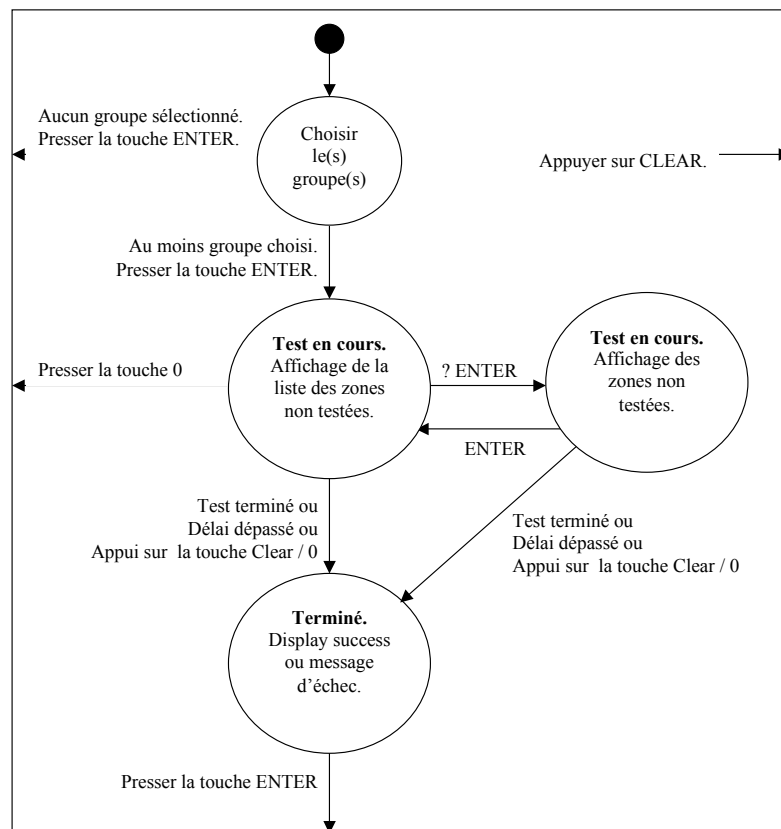 Aucun groupe sélectionné.
Presser la touche ENTER.
Choisir
le(s)
groupe(s)
Appuyer sur CLEAR.
Au moins groupe choisi.
Presser la touche ENTER.
Presser la touche 0
Test en cours.
Affichage de la
liste des zones
non testées.
? ENTER
Test en cours.
Affichage des
zones non
testées.
ENTER
Test terminé ou
Délai dépassé ou
Appui sur la touche Clear / 0
Test terminé ou
Délai dépassé ou
Appui sur la touche Clear / 0
Terminé.
Display success
ou message
d’échec.
Presser la touche ENTER